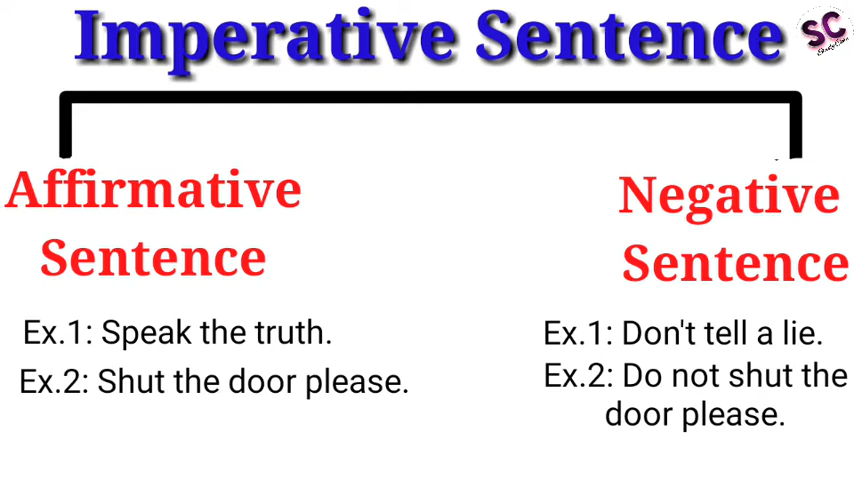 Imperative Sentence
SC
Affirmative
Sentence
Ex.1: Speak the truth.
Ex.2: Shut the door please.
Negative
Sentence
Ex.1: Don't tell a lie.
Ex.2: Do not shut the
door please.